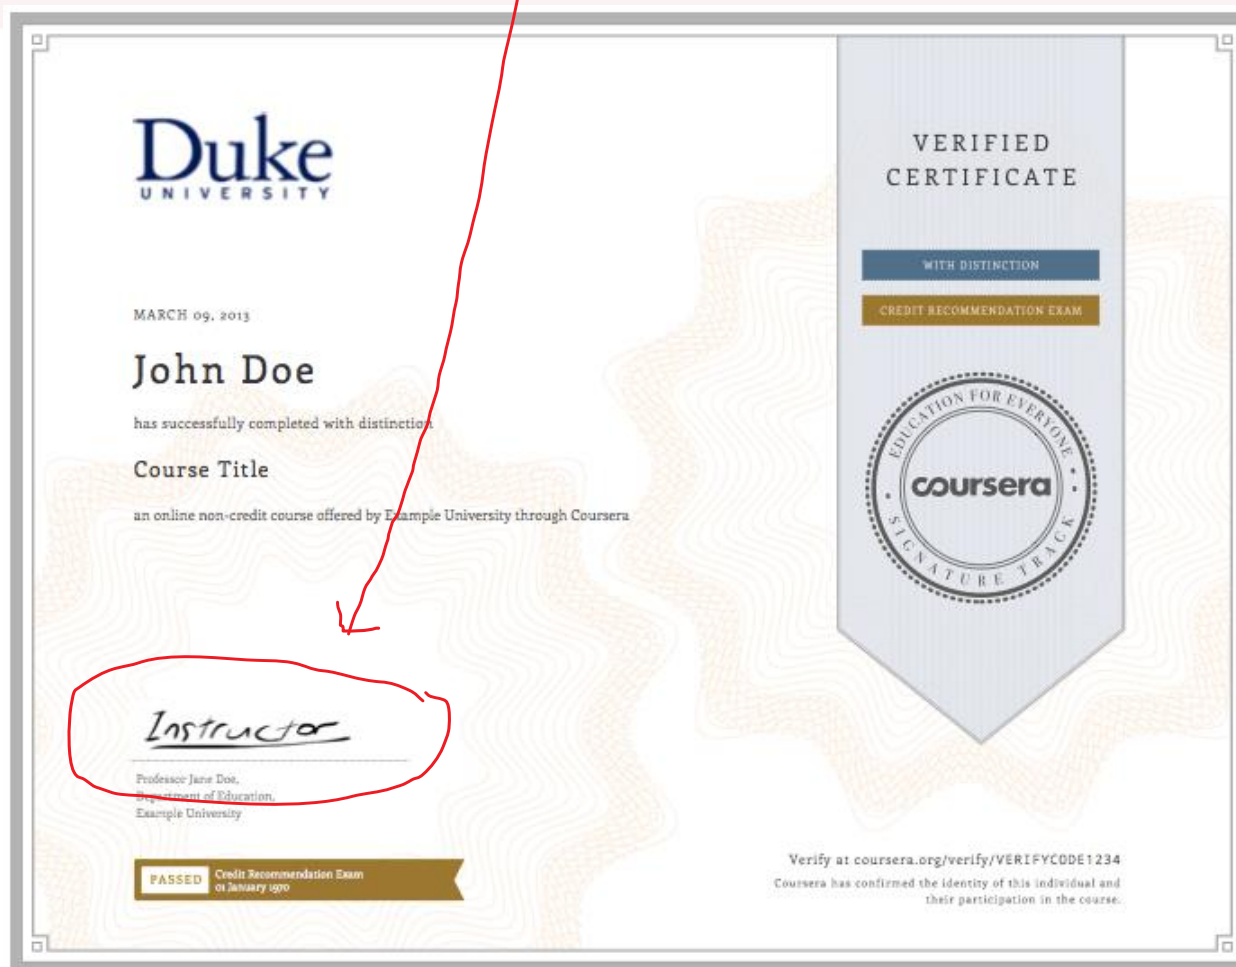 Duke
UNIVERSITY
MARCH 09, 2013
John Doe
has successfully completed with distinction
Course Title
an online non-credit course offered by Example University through Coursera
Instructor
Professor Jane Doe,
Department of Education,
Example University
PASSED
Credit Recommendation Exam
01 January 1970
VERIFIED
CERTIFICATE
WITH DISTINCTION
CREDIT RECOMMENDATION EXAM
EDUCATION FOR EVERYONE
coursera
SIGNATURE TRACK
Verify at coursera.org/verify/VERIFYCODE1234
Coursera has confirmed the identity of this individual and
their participation in the course.